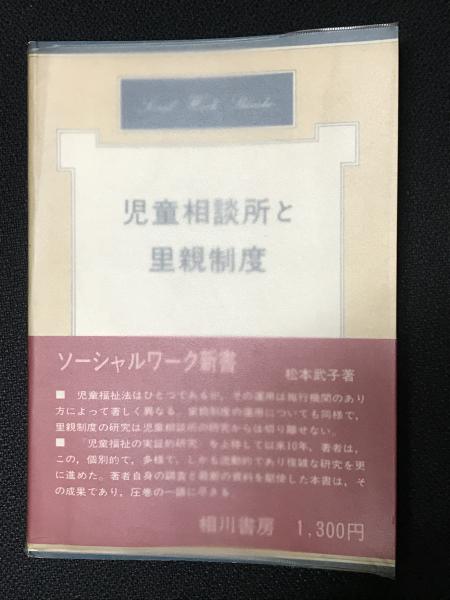 Social Work Shinsho
児童相談所と
里親制度
ソーシャルワーク新書
松本武子著
■ 児童福祉法はひとつであるが,その運用は施行機関のあり
方によって著しく異なる。里親制度の運用についても同様で,
里親制度の研究は児童相談所の研究からは切り離せない。
■ 「児童福祉の実証的研究」を上梓して以来10年,著者は,
この,個別的で,多様で,しかも流動的であり複雑な研究を更
に進めた。著者自身の調査と最新の資料を駆使した本書は,そ
の成果であり,圧巻の一語に尽きる。
相川書房 1,300円